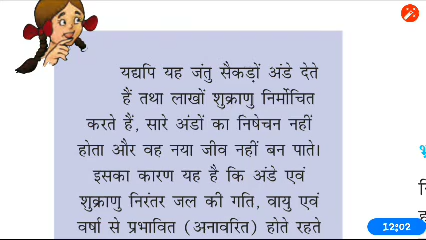 यद्यपि यह जंतु सैकड़ों अंडे देते
हैं तथा लाखों शुक्राणु निर्मोचित
करते हैं, सारे अंडों का निषेचन नहीं
होता और वह नया जीव नहीं बन पाते।
इसका कारण यह है कि अंडे एवं
शुक्राणु निरंतर जल की गति, वायु एवं
वर्षा से प्रभावित (अनावरित) होते रहते
12:02